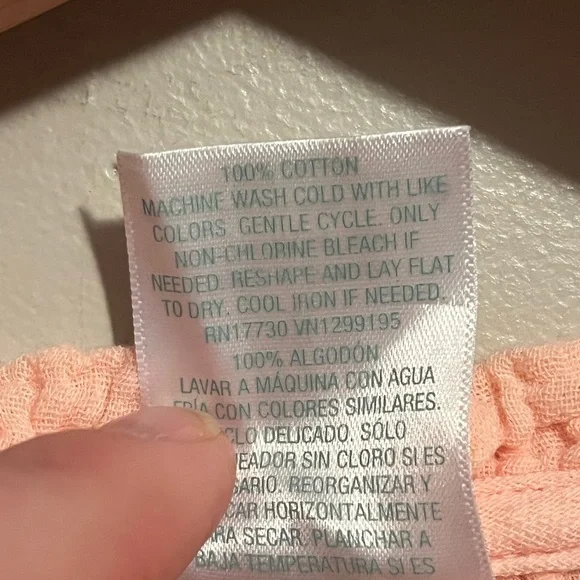 100% COTTON
MACHINE WASH COLD WITH LIKE
COLORS. GENTLE CYCLE. ONLY
NON-CHLORINE BLEACH IF
NEEDED. RESHAPE AND LAY FLAT
TO DRY. COOL IRON IF NEEDED.
RN17730 VN1299195
100% ALGODÓN
LAVAR A MÁQUINA CON AGUA
FRÍA CON COLORES SIMILARES.
DELICADO. SÓLO
SIN CLORO SI ES
REORGANIZAR Y
HORIZONTALMENTE
SECAR. PLANCHAR A
BAJA TEMPERATURA SI ES